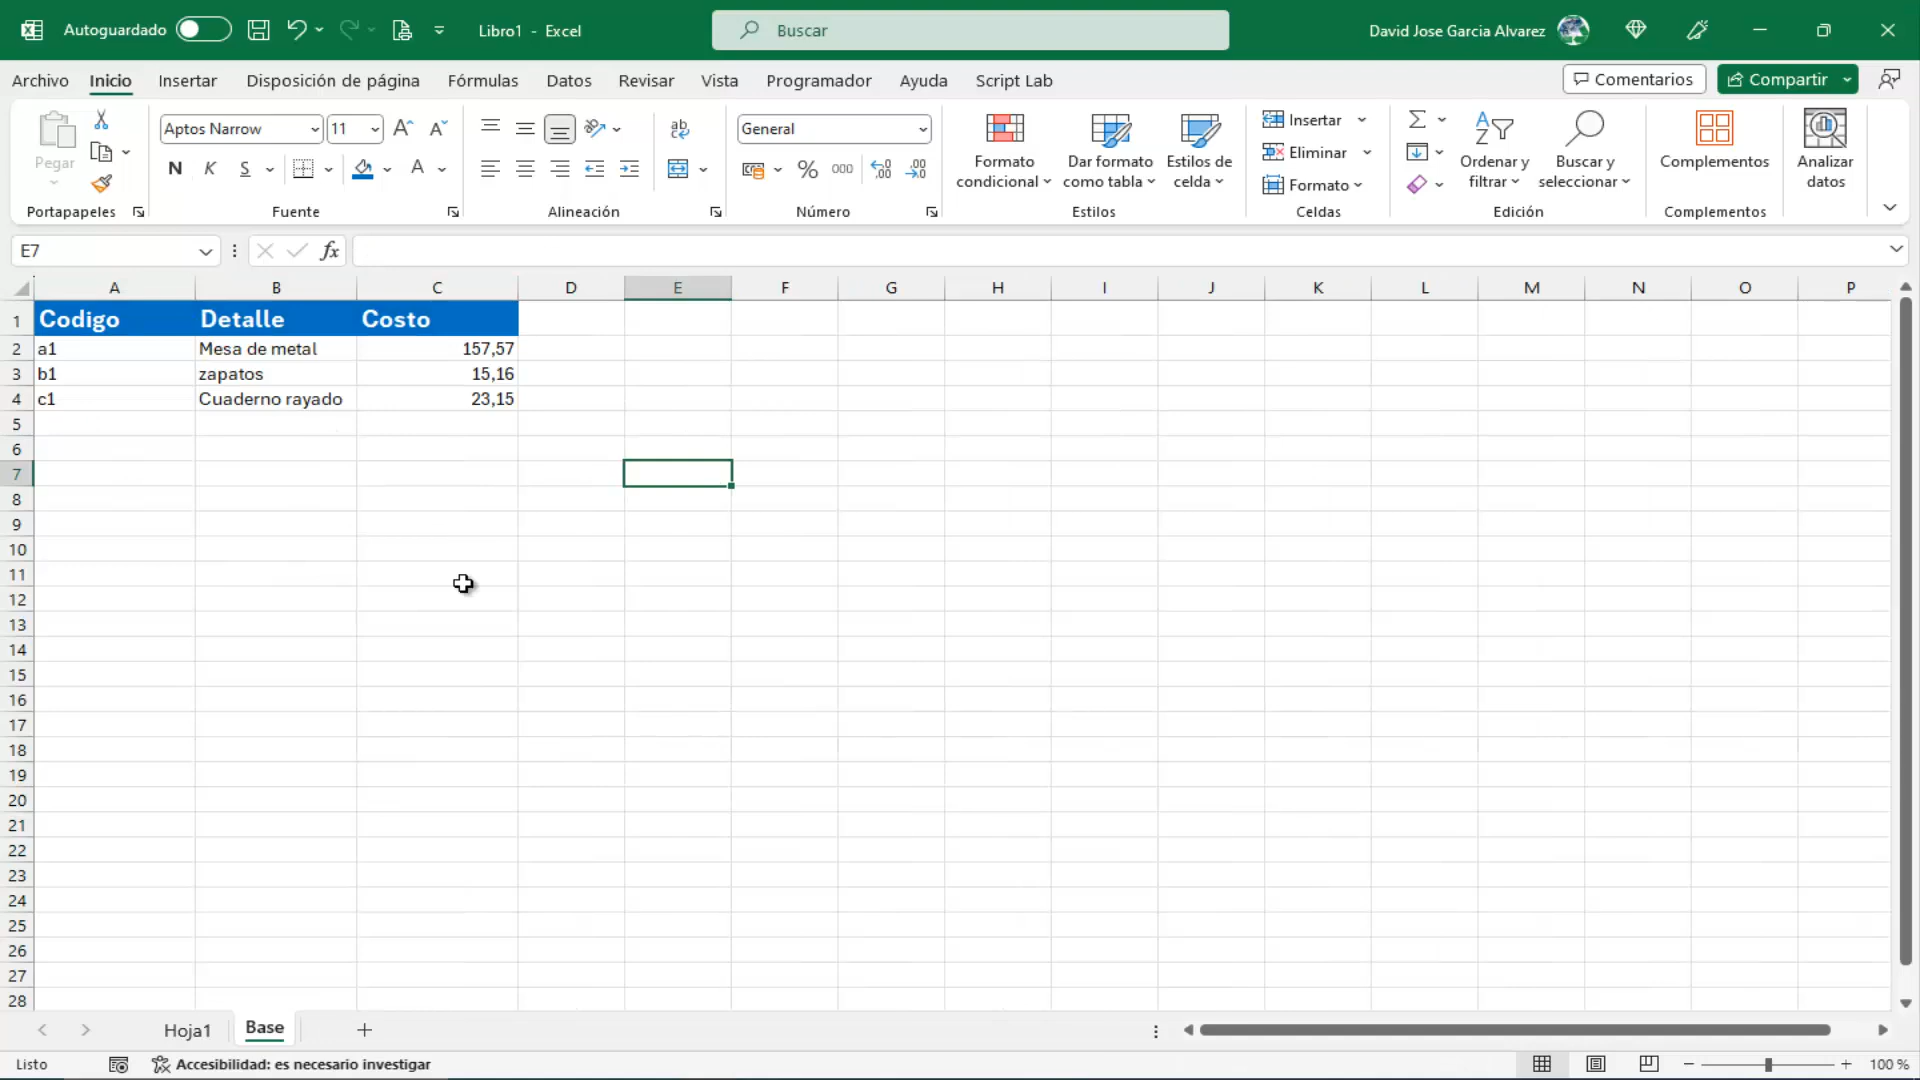 Autoguardado
Libro1 - Excel
Buscar
David Jose Garcia Alvarez
Archivo Inicio Insertar Disposición de página Fórmulas Datos Revisar Vista Programador Ayuda Script Lab
Comentarios Compartir
Pegar
Portapapeles
Aptos Narrow 11
N K S
Fuente
Alineación
General
% 000
Número
Formato condicional
Dar formato como tabla
Estilos de celda
Estilos
Insertar
Eliminar
Formato
Celdas
Ordenar y filtrar
Buscar y seleccionar
Edición
Complementos
Complementos
Analizar datos
E7
fx
A B C D E F G H I J K L M N O P
1 Codigo Detalle Costo
2 a1 Mesa de metal 157,57
3 b1 zapatos 15,16
4 c1 Cuaderno rayado 23,15
5
6
7
8
9
10
11
12
13
14
15
16
17
18
19
20
21
22
23
24
25
26
27
28
Hoja1 Base
Listo Accesibilidad: es necesario investigar 100 %